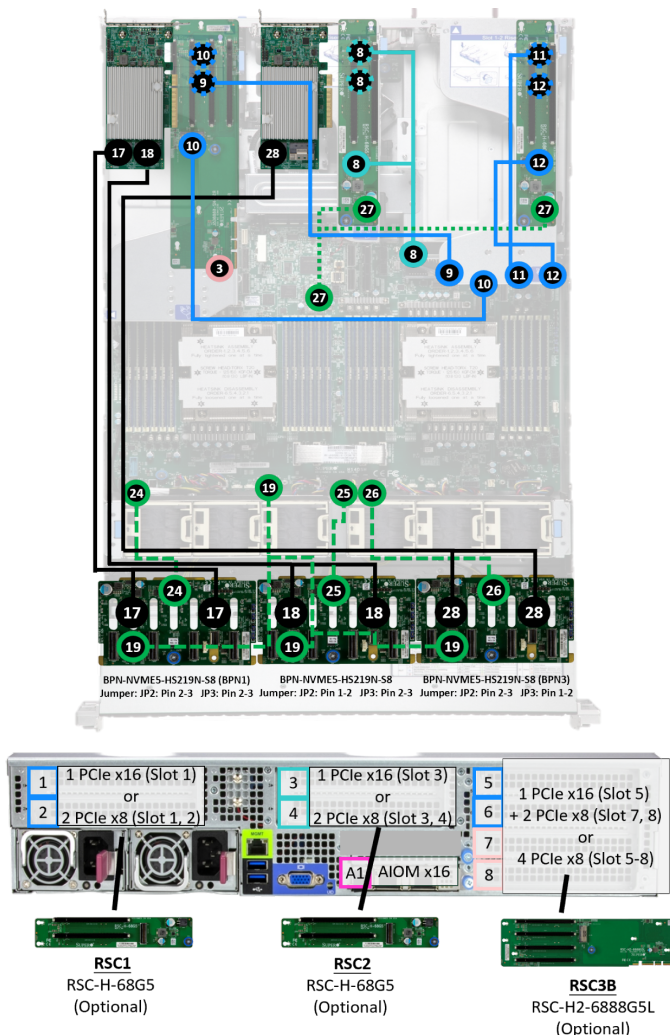 10
8
11
9
8
12
10
17
18
28
8
12
27
27
3
8
9
10
11
12
27
24
19
25
26
24
25
26
17
17
18
18
28
28
19
19
19
BPN-NVME5-HS219N-S8 (BPN1)
Jumper: JP2: Pin 2-3 JP3: Pin 2-3
BPN-NVME5-HS219N-S8
Jumper: JP2: Pin 1-2 JP3: Pin 2-3
BPN-NVME5-HS219N-S8 (BPN3)
Jumper: JP2: Pin 2-3 JP3: Pin 1-2
1
2
1 PCIe x16 (Slot 1)
or
2 PCIe x8 (Slot 1, 2)
3
4
1 PCIe x16 (Slot 3)
or
2 PCIe x8 (Slot 3, 4)
5
6
7
8
1 PCIe x16 (Slot 5)
+ 2 PCIe x8 (Slot 7, 8)
or
4 PCIe x8 (Slot 5-8)
MGMT
A1
AIOM x16
RSC1
RSC-H-68G5
(Optional)
RSC2
RSC-H-68G5
(Optional)
RSC3B
RSC-H2-6888G5L
(Optional)